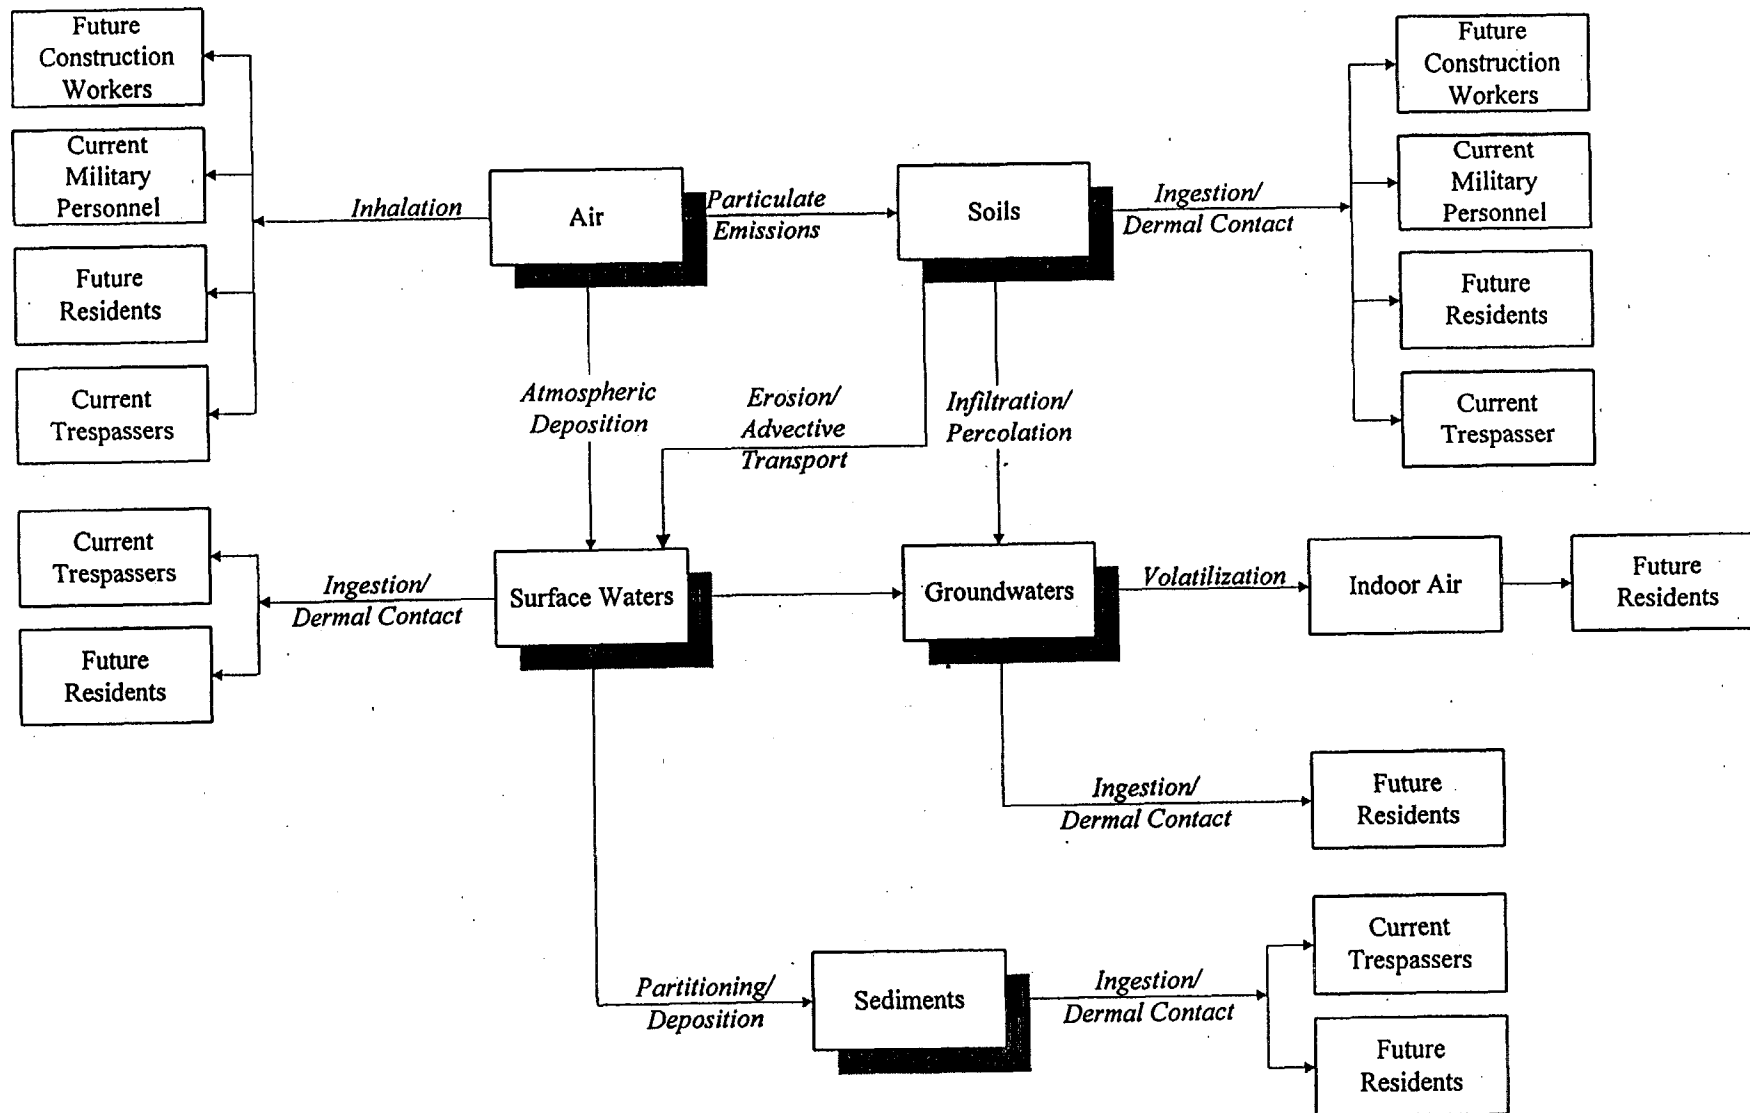 Future
Construction
Workers
Current
Military
Personnel
Future
Residents
Current
Trespassers
Inhalation
Air
Particulate
Emissions
Soils
Ingestion/
Dermal Contact
Future
Construction
Workers
Current
Military
Personnel
Future
Residents
Current
Trespasser
Atmospheric
Deposition
Erosion/
Advective
Transport
Infiltration/
Percolation
Current
Trespassers
Future
Residents
Ingestion/
Dermal Contact
Surface Waters
Groundwaters
Volatilization
Indoor Air
Future
Residents
Ingestion/
Dermal Contact
Future
Residents
Partitioning/
Deposition
Sediments
Ingestion/
Dermal Contact
Current
Trespassers
Future
Residents